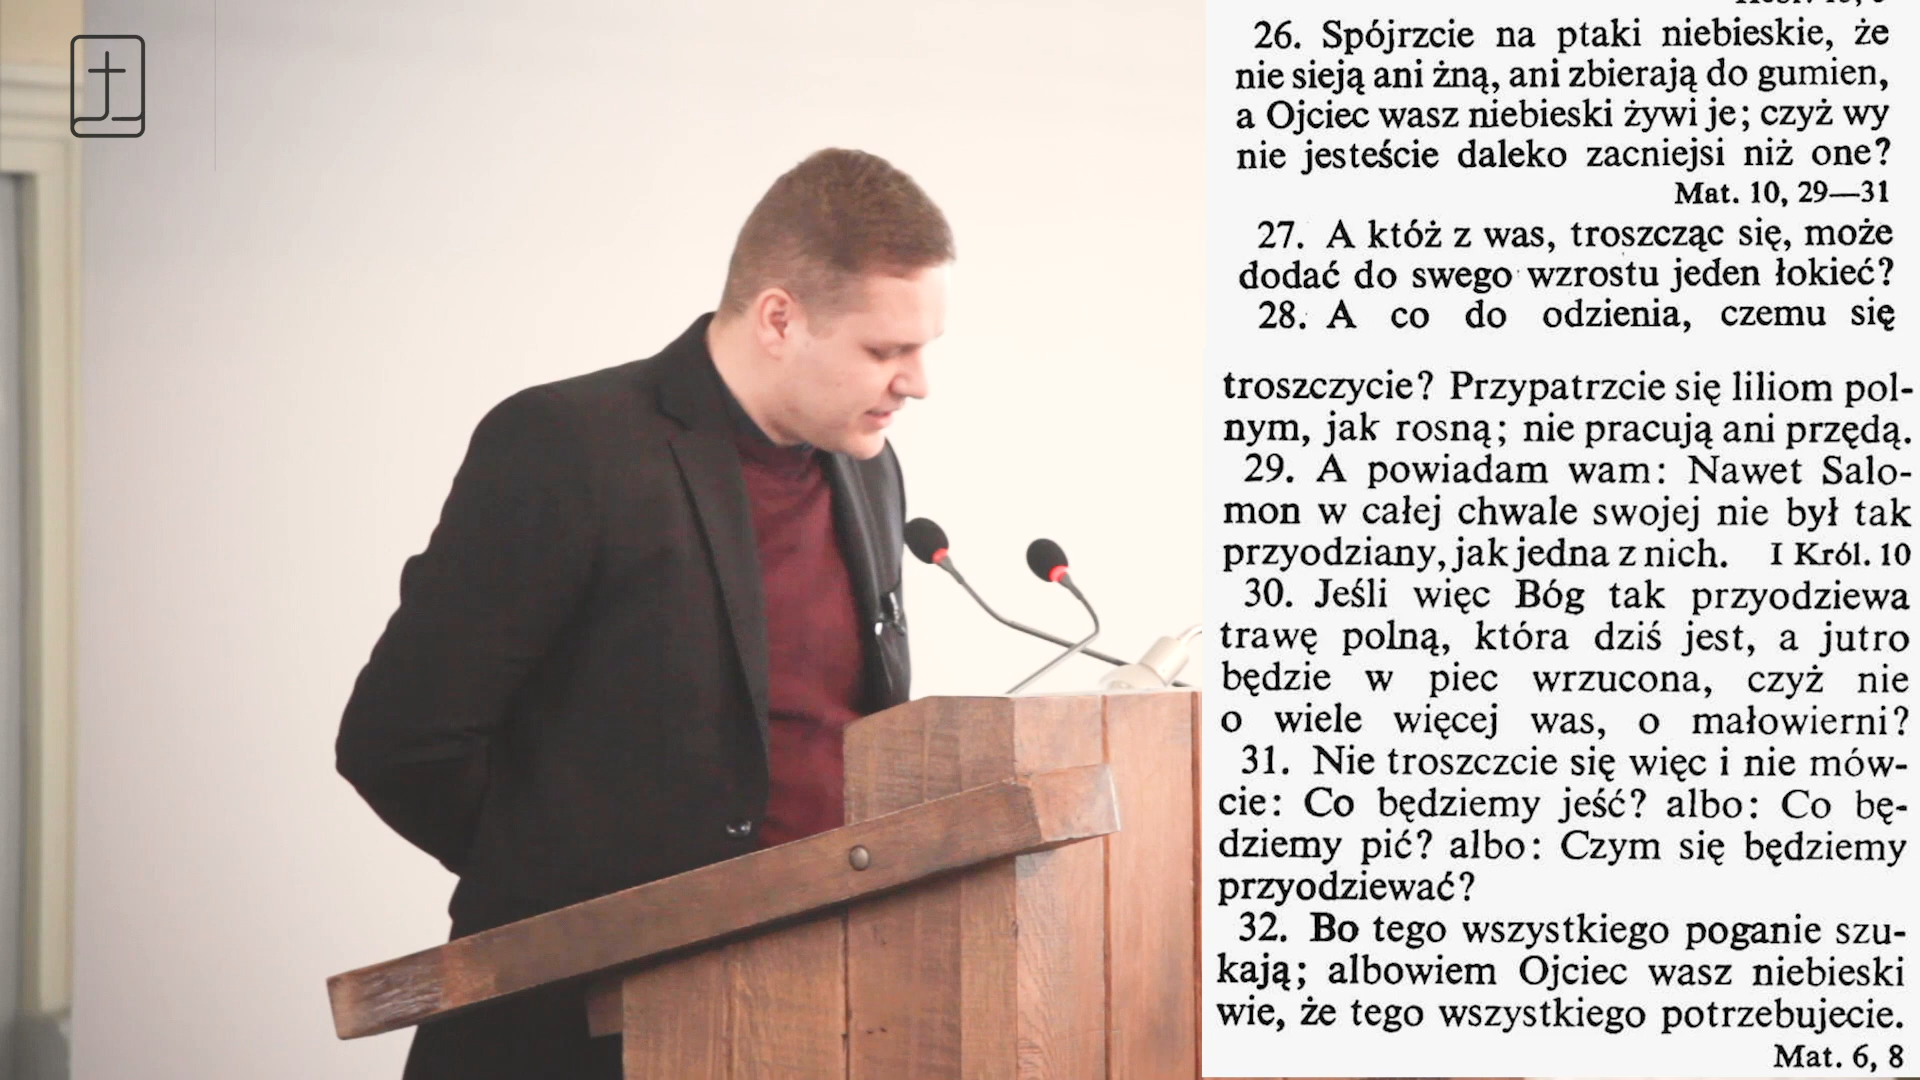 26. Spójrzcie na ptaki niebieskie, że
nie sieją ani żną, ani zbierają do gumien,
a Ojciec wasz niebieski żywi je; czyż wy
nie jesteście daleko zacniejsi niż one?
Mat. 10, 29—31
27. A któż z was, troszcząc się, może
dodać do swego wzrostu jeden łokieć?
28. A co do odzienia, czemu się
troszczycie? Przypatrzcie się liliom pol-
nym, jak rosną; nie pracują ani przędą.
29. A powiadam wam: Nawet Salo-
mon w całej chwale swojej nie był tak
przyodziany, jak jedna z nich. I Król. 10
30. Jeśli więc Bóg tak przyodziewa
trawę polną, która dziś jest, a jutro
będzie w piec wrzucona, czyż nie
o wiele więcej was, o małowierni?
31. Nie troszczcie się więc i nie mów-
cie: Co będziemy jeść? albo: Co bę-
dziemy pić? albo: Czym się będziemy
przyodziewać?
32. Bo tego wszystkiego poganie szu-
kają; albowiem Ojciec wasz niebieski
wie, że tego wszystkiego potrzebujecie.
Mat. 6, 8